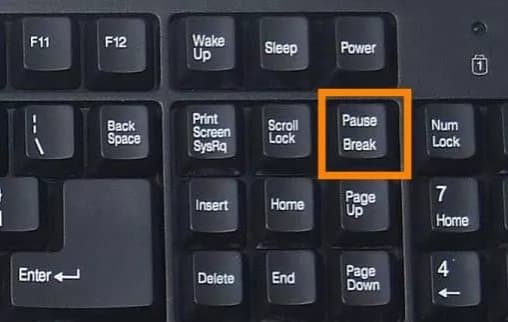 F11
F12
Wake
Up
Sleep
Power
1
| \
Back
Space
Print
Screen
SysRq
Scroll
Lock
Pause
Break
Num
Lock
Insert
Home
Page
Up
7
Home
Enter ↵
Delete
End
Page
Down
4
←